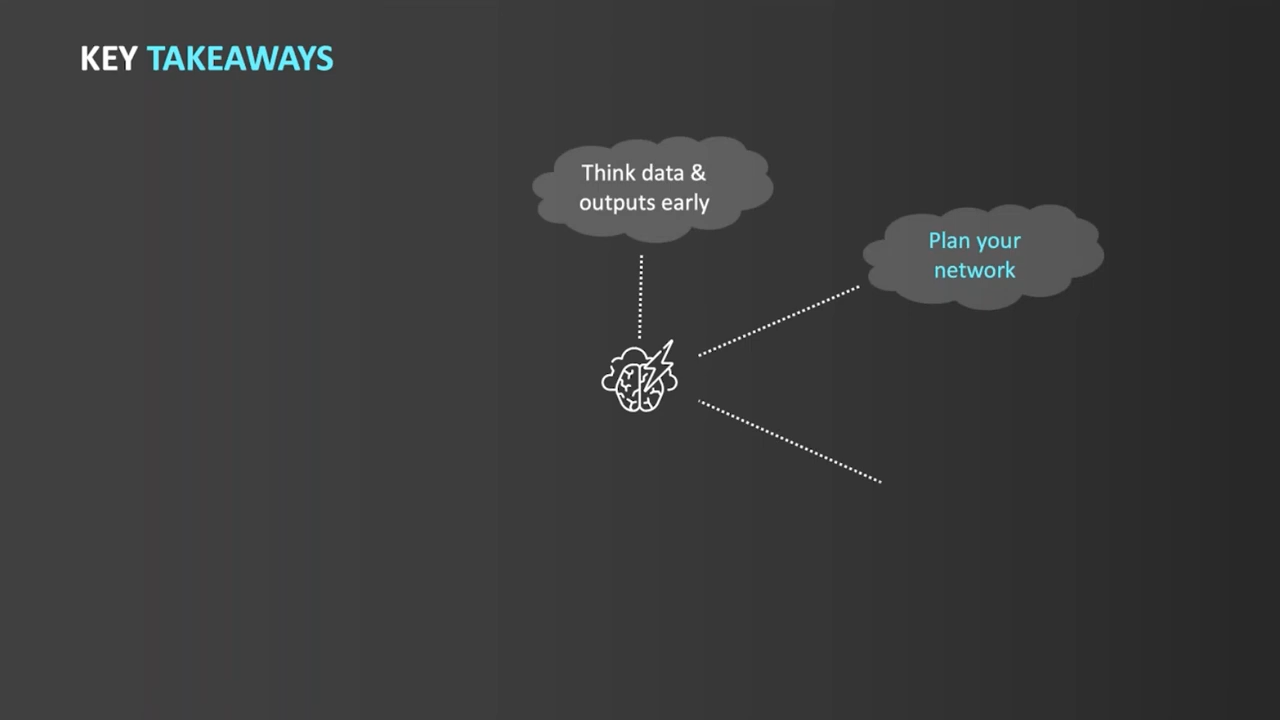 KEY TAKEAWAYS
Think data &
outputs early
Plan your
network